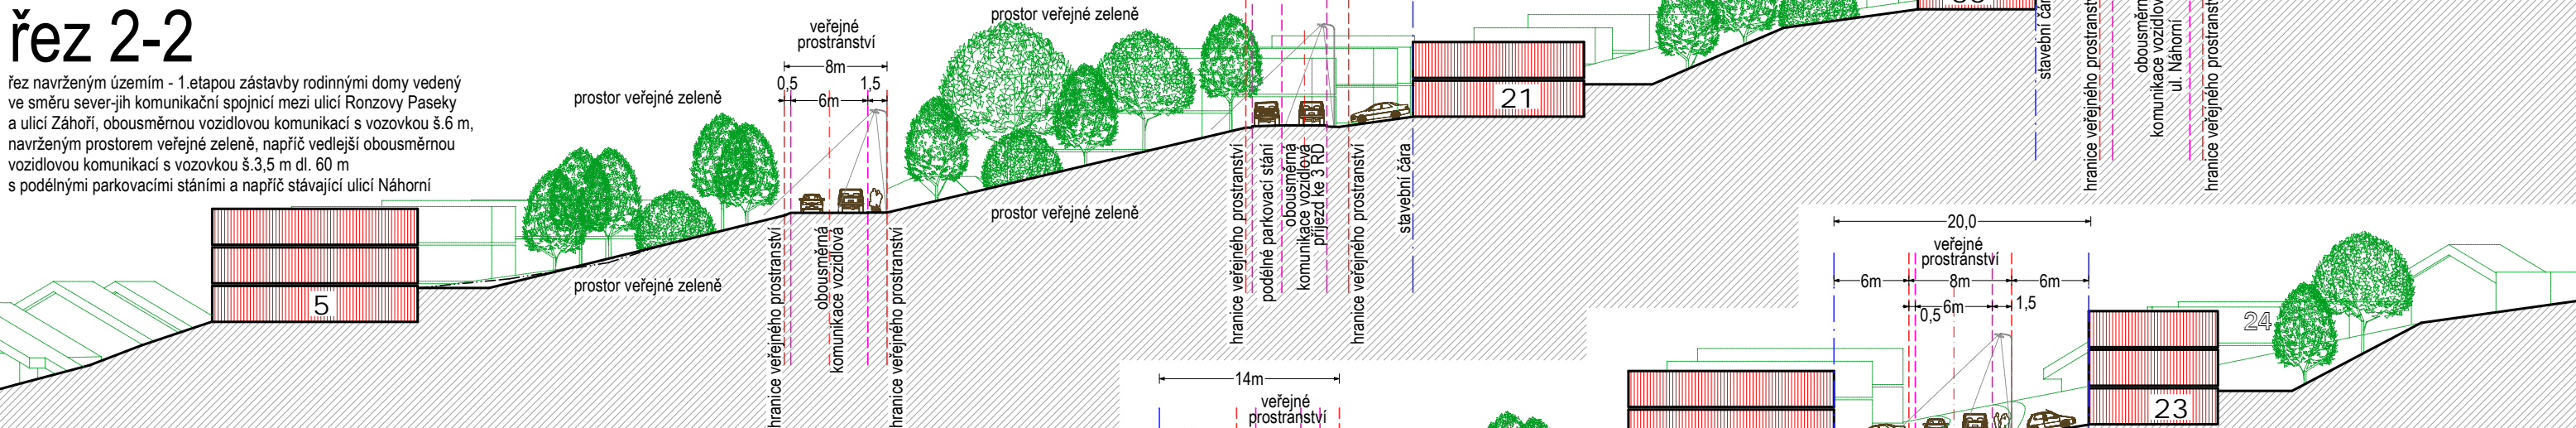 řez 2-2
řez navrženým územím - 1.etapou zástavby rodinnými domy vedený
ve směru sever-jih komunikační spojnicí mezi ulicí Ronzovy Paseky
a ulicí Záhoří, obousměrnou vozidlovou komunikací s vozovkou š.6 m,
navrženým prostorem veřejné zeleně, napříč vedlejší obousměrnou
vozidlovou komunikací s vozovkou š.3,5 m dl. 60 m
s podélnými parkovacími stáními a napříč stávající ulicí Náhorní
5
prostor veřejné zeleně
prostor veřejné zeleně
veřejné
prostranství
8m
0,5
1,5
6m
hranice veřejného prostranství
obousměrná
komunikace vozidlová
hranice veřejného prostranství
prostor veřejné zeleně
prostor veřejné zeleně
hranice veřejného prostranství
podélné parkovací stání
obousměrná
komunikace vozidlová
příjezd ke 3 RD
hranice veřejného prostranství
stavební čára
21
hranice veřejného prostranství
komunikace vozidlová
ul. Náhorní
hranice veřejného prostranství
14m
veřejné
prostranství
20,0
veřejné
prostranství
6m
8m
6m
0,5
6m
1,5
23
24